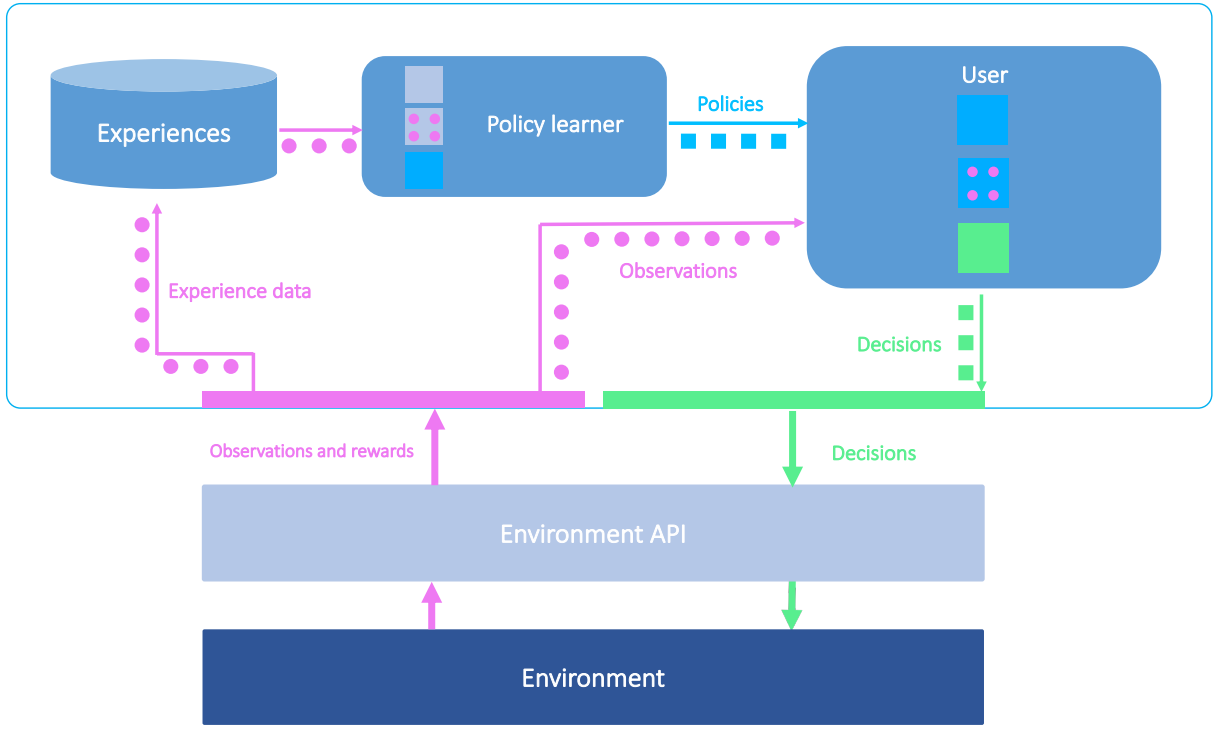 User
Policies
Experiences
Policy learner
Observations
Experience data
Decisions
Observations and rewards
Decisions
Environment API
Environment